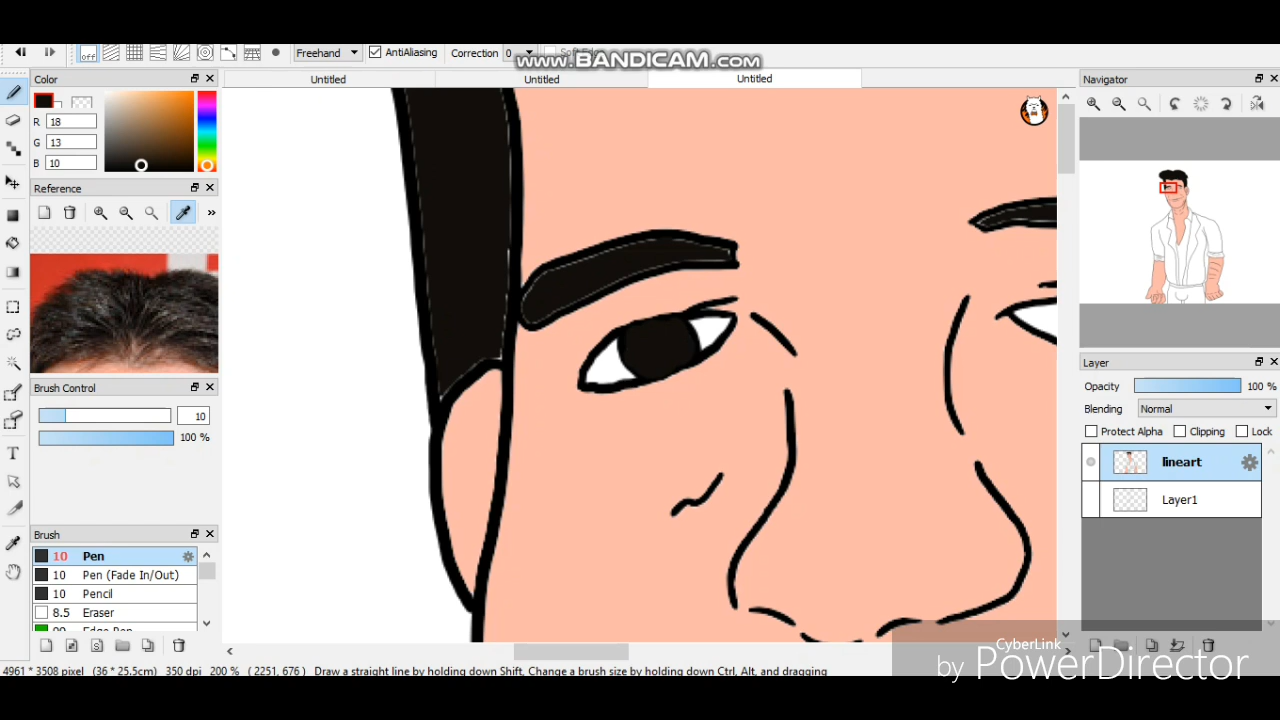 off
Freehand
AntiAliasing
Correction 0
Soft Edge
www.BANDICAM.com
Color
Untitled
Untitled
Untitled
Navigator
R 18
G 13
B 10
Reference
Brush Control
10
100 %
Layer
Opacity 100 %
Blending Normal
Protect Alpha Clipping Lock
lineart
Layer1
Brush
10 Pen
10 Pen (Fade In/Out)
10 Pencil
8.5 Eraser
CyberLink
by PowerDirector
4961 * 3508 pixel (36 * 25.5cm) 350 dpi 200 % ( 2251, 676 ) Draw a straight line by holding down Shift, Change a brush size by holding down Ctrl, Alt, and dragging